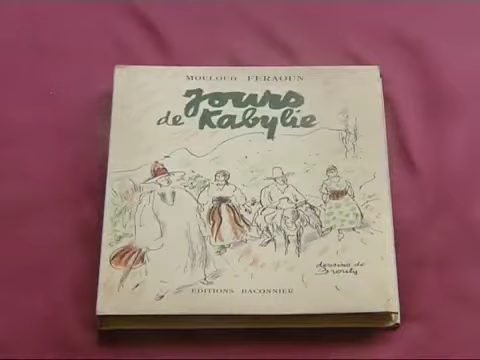 MOULOUD FERAOUN
Jours
de Kabylie
dessins de
Brouty
EDITIONS BACONNIER